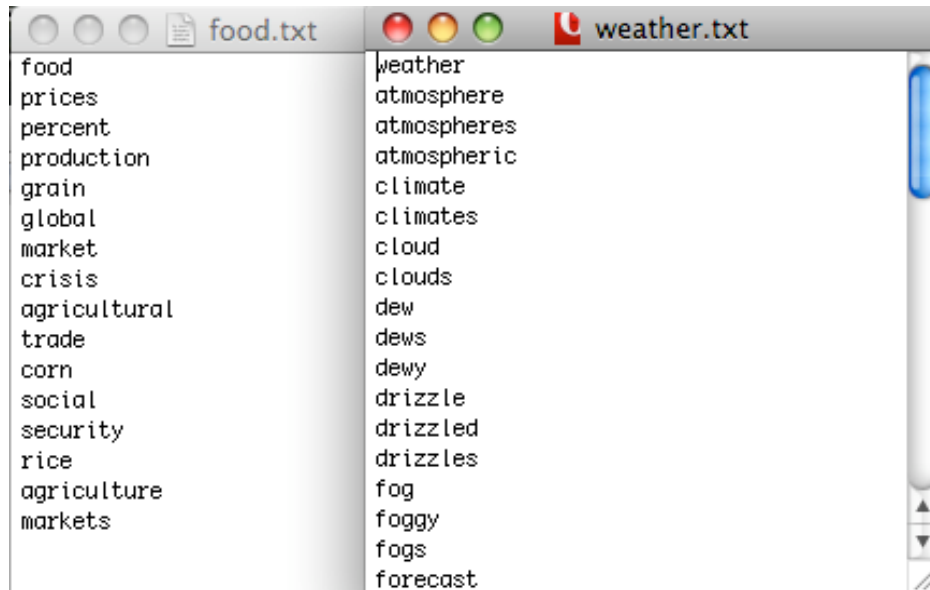 food.txt
food
prices
percent
production
grain
global
market
crisis
agricultural
trade
corn
social
security
rice
agriculture
markets
weather.txt
weather
atmosphere
atmospheres
atmospheric
climate
climates
cloud
clouds
dew
dews
dewy
drizzle
drizzled
drizzles
fog
foggy
fogs
forecast